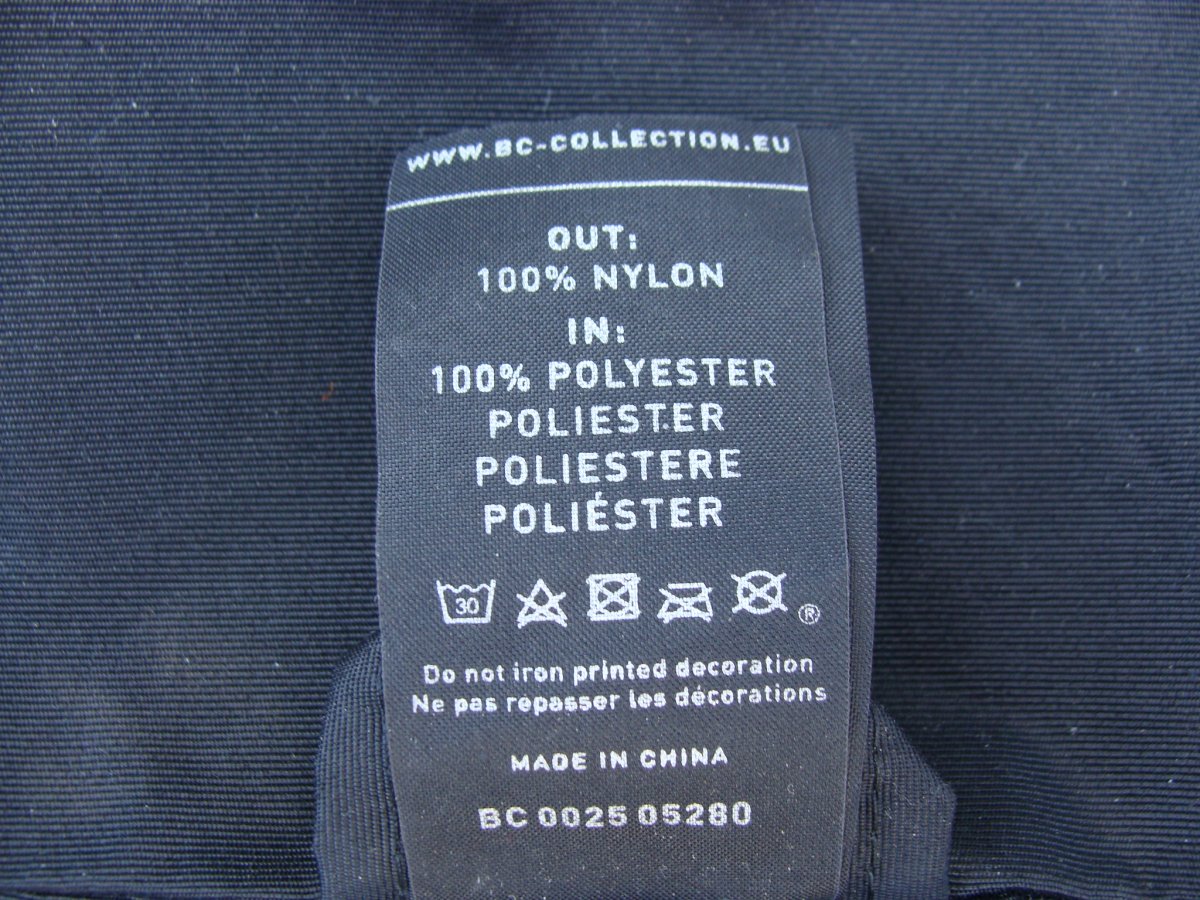 WWW.BC-COLLECTION.EU
OUT:
100% NYLON
IN:
100% POLYESTER
POLIESTER
POLIESTERE
POLIÉSTER
30
®
Do not iron printed decoration
Ne pas repasser les décorations
MADE IN CHINA
BC 0025 05280